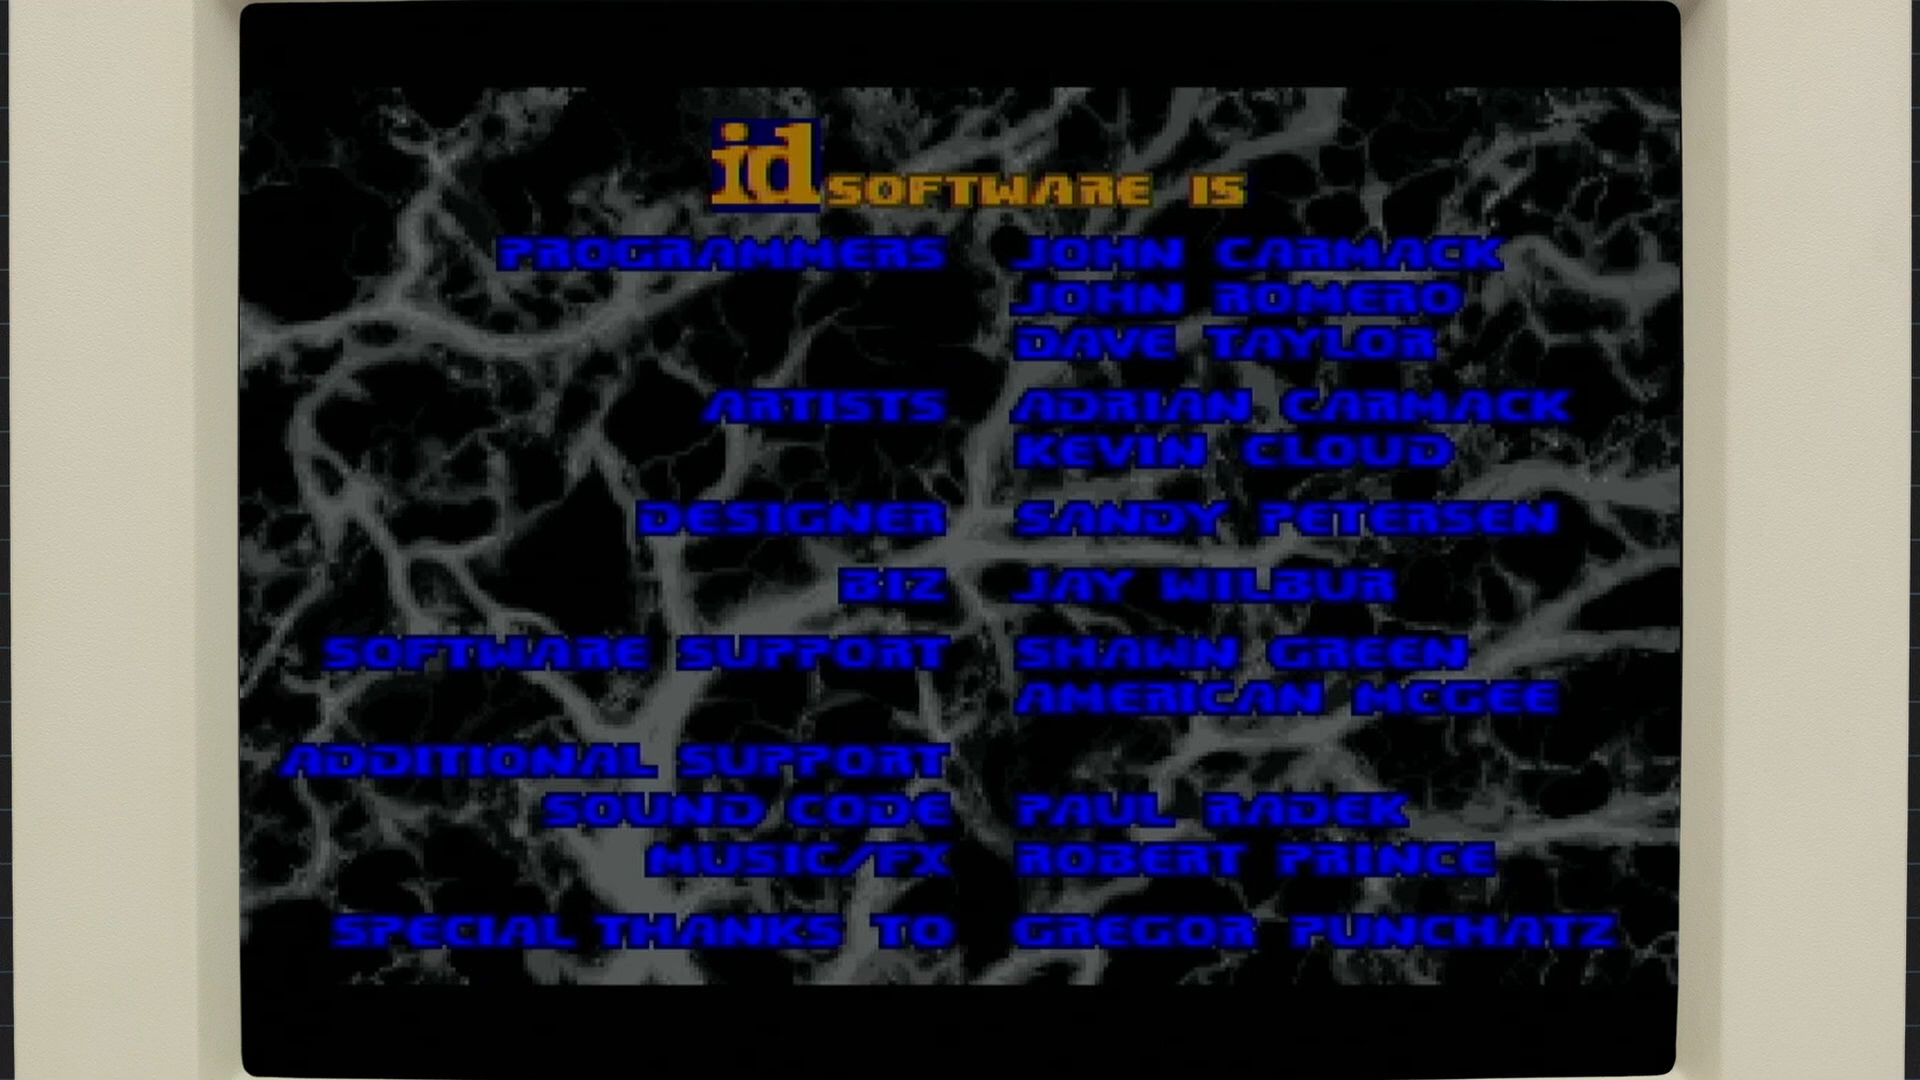 id SOFTWARE IS
PROGRAMMERS JOHN CARMACK
JOHN ROMERO
DAVE TAYLOR
ARTISTS ADRIAN CARMACK
KEVIN CLOUD
DESIGNER SANDY PETERSEN
BIZ JAY WILBUR
SOFTWARE SUPPORT SHAWN GREEN
AMERICAN MCGEE
ADDITIONAL SUPPORT
SOUND CODE PAUL RADEK
MUSIC/FX ROBERT PRINCE
SPECIAL THANKS TO GREGOR PUNCHATZ